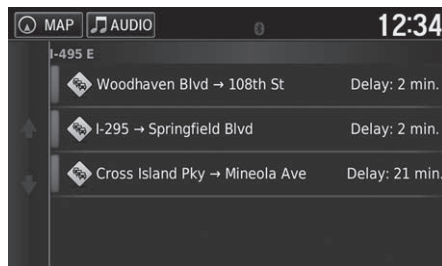 MAP AUDIO 12:34
I-495 E
Woodhaven Blvd → 108th St Delay: 2 min.
I-295 → Springfield Blvd Delay: 2 min.
Cross Island Pky → Mineola Ave Delay: 21 min.